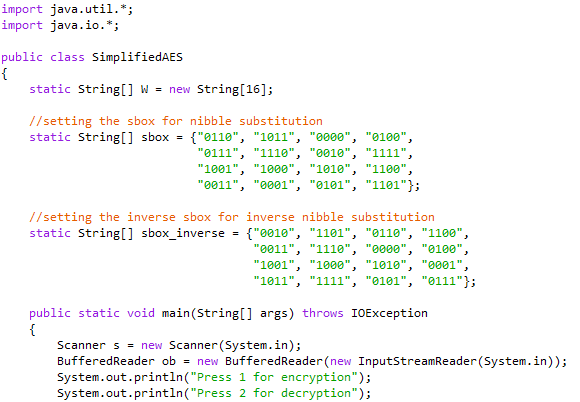 import java.util.*;
import java.io.*;

public class SimplifiedAES
{
    static String[] W = new String[16];

    //setting the sbox for nibble substitution
    static String[] sbox = {"0110", "1011", "0000", "0100",
                            "0111", "1110", "0010", "1111",
                            "1001", "1000", "1010", "1100",
                            "0011", "0001", "0101", "1101"};

    //setting the inverse sbox for inverse nibble substitution
    static String[] sbox_inverse = {"0010", "1101", "0110", "1100",
                                    "0011", "1110", "0000", "0100",
                                    "1001", "1000", "1010", "0001",
                                    "1011", "1111", "0101", "0111"};

    public static void main(String[] args) throws IOException
    {
        Scanner s = new Scanner(System.in);
        BufferedReader ob = new BufferedReader(new InputStreamReader(System.in));
        System.out.println("Press 1 for encryption");
        System.out.println("Press 2 for decryption");